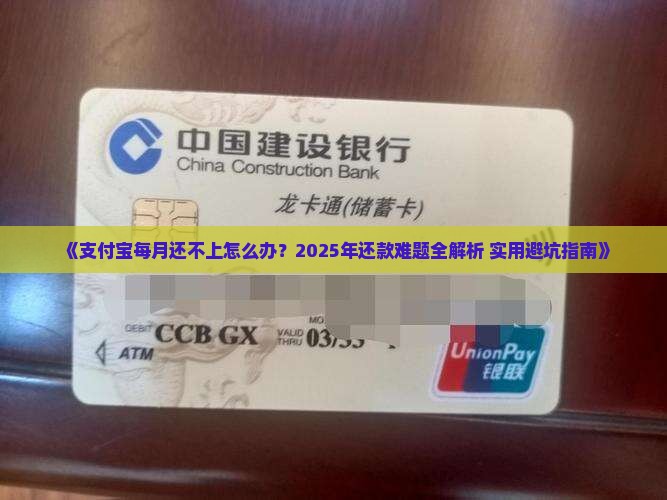 中国建设银行
China Construction Bank
龙卡通(储蓄卡)
《支付宝每月还不上怎么办？2025年还款难题全解析 实用避坑指南》
DEBIT CCB GX VALID THRU
ATM
UnionPay
银联